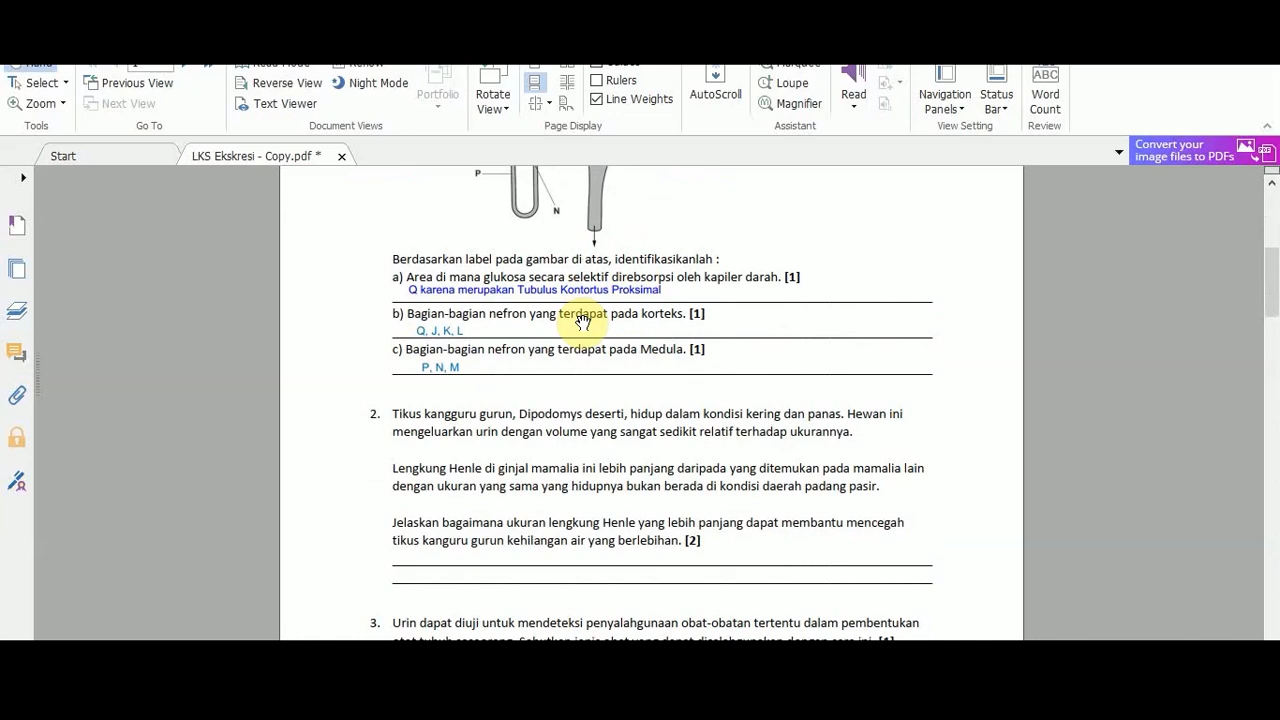 Select
Previous View
Reverse View
Night Mode
Rulers
Loupe
Zoom
Next View
Text Viewer
Portfolio
Rotate
View
Line Weights
AutoScroll
Magnifier
Read
Navigation
Panels
Status
Bar
ABC
Word
Count
Tools
Go To
Document Views
Page Display
Assistant
View Setting
Review
Start
LKS Ekskresi - Copy.pdf *
Convert your
image files to PDFs
P
N
Berdasarkan label pada gambar di atas, identifikasikanlah :
a) Area di mana glukosa secara selektif direabsorpsi oleh kapiler darah. [1]
Q karena merupakan Tubulus Kontortus Proksimal
b) Bagian-bagian nefron yang terdapat pada korteks. [1]
Q, J, K, L
c) Bagian-bagian nefron yang terdapat pada Medula. [1]
P, N, M
2. Tikus kangguru gurun, Dipodomys deserti, hidup dalam kondisi kering dan panas. Hewan ini
mengeluarkan urin dengan volume yang sangat sedikit relatif terhadap ukurannya.
Lengkung Henle di ginjal mamalia ini lebih panjang daripada yang ditemukan pada mamalia lain
dengan ukuran yang sama yang hidupnya bukan berada di kondisi daerah padang pasir.
Jelaskan bagaimana ukuran lengkung Henle yang lebih panjang dapat membantu mencegah
tikus kanguru gurun kehilangan air yang berlebihan. [2]
3. Urin dapat diuji untuk mendeteksi penyalahgunaan obat-obatan tertentu dalam pembentukan